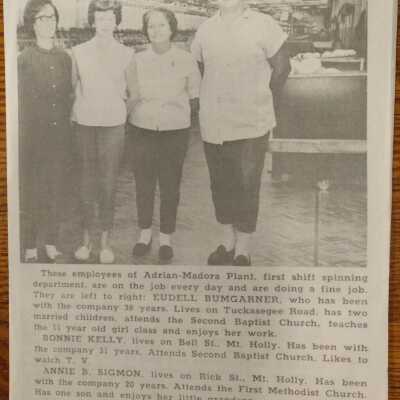 These employees of Adrian-Madora Plant, first shift spinning
department, are on the job every day and are doing a fine job.
They are left to right: EUDELL BUMGARNER, who has been
with the company 39 years. Lives on Tuckasegee Road, has two
married children, attends the Second Baptist Church, teaches
the 11 year old girl class and enjoys her work.
BONNIE KELLY, lives on Bell St., Mt. Holly. Has been with
the company 31 years. Attends Second Baptist Church. Likes to
watch T. V.
ANNIE B. SIGMON, lives on Rick St., Mt. Holly. Has been
with the company 20 years. Attends the First Methodist Church.
Has one son and enjoys her little